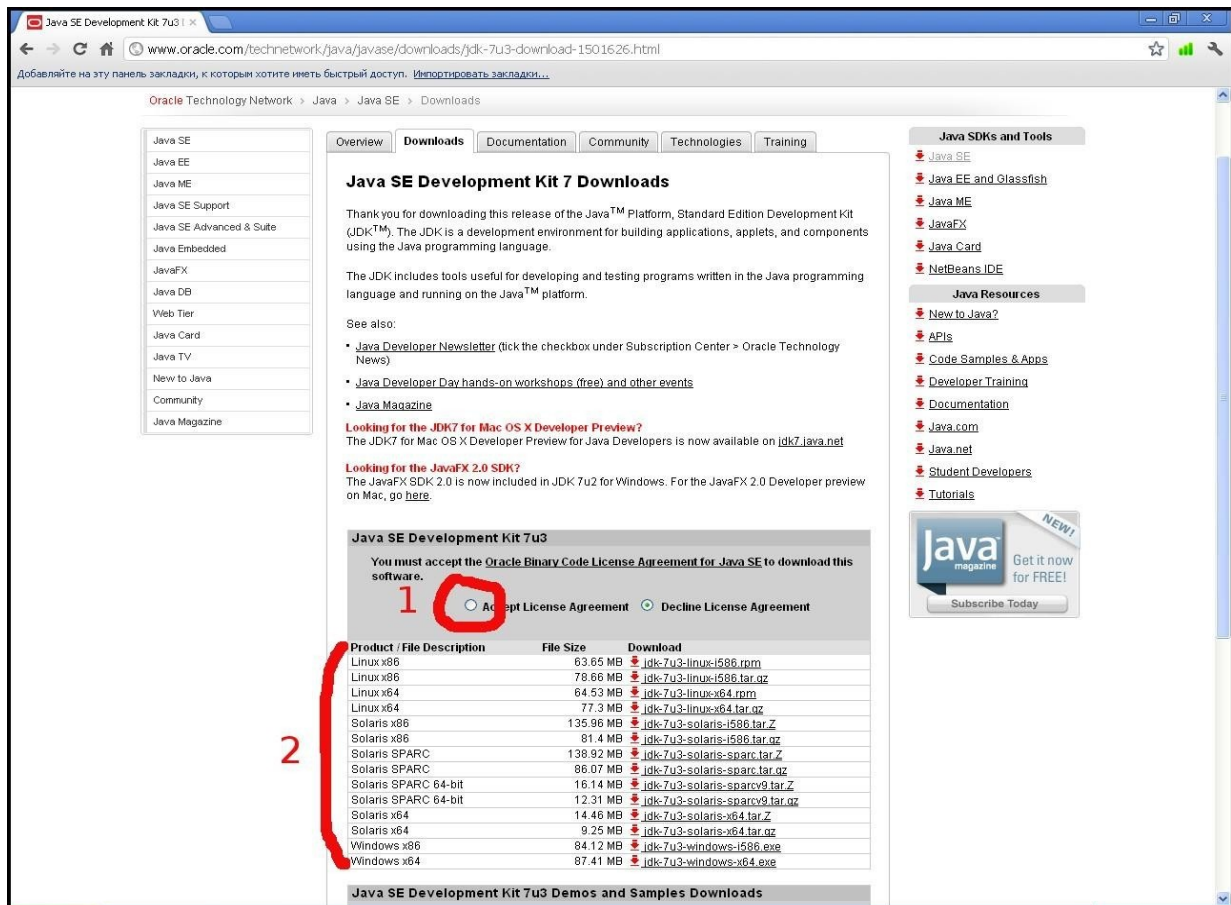 Java SE Development Kit 7u3 D
www.oracle.com/technetwork/java/javase/downloads/jdk-7u3-download-1501626.html
Добавляйте на эту панель закладки, к которым хотите иметь быстрый доступ. Импортировать закладки...
Oracle Technology Network > Java > Java SE > Downloads
Java SE
Java EE
Java ME
Java SE Support
Java SE Advanced & Suite
Java Embedded
JavaFX
Java DB
Web Tier
Java Card
Java TV
New to Java
Community
Java Magazine
Overview Downloads Documentation Community Technologies Training
Java SE Development Kit 7 Downloads
Thank you for downloading this release of the Java™ Platform, Standard Edition Development Kit
(JDK™). The JDK is a development environment for building applications, applets, and components
using the Java programming language.
The JDK includes tools useful for developing and testing programs written in the Java programming
language and running on the Java™ platform.
See also:
▪ Java Developer Newsletter (tick the checkbox under Subscription Center > Oracle Technology
News)
▪ Java Developer Day hands-on workshops (free) and other events
▪ Java Magazine
Looking for the JDK7 for Mac OS X Developer Preview?
The JDK7 for Mac OS X Developer Preview for Java Developers is now available on jdk7.java.net
Looking for the JavaFX 2.0 SDK?
The JavaFX SDK 2.0 is now included in JDK 7u2 for Windows. For the JavaFX 2.0 Developer preview
on Mac, go here.
Java SE Development Kit 7u3
You must accept the Oracle Binary Code License Agreement for Java SE to download this
software.
1
Accept License Agreement Decline License Agreement
2
Product / File Description File Size Download
Linux x86 63.65 MB jdk-7u3-linux-i586.rpm
Linux x86 78.66 MB jdk-7u3-linux-i586.tar.gz
Linux x64 64.53 MB jdk-7u3-linux-x64.rpm
Linux x64 77.3 MB jdk-7u3-linux-x64.tar.gz
Solaris x86 135.96 MB jdk-7u3-solaris-i586.tar.Z
Solaris x86 81.4 MB jdk-7u3-solaris-i586.tar.gz
Solaris SPARC 138.92 MB jdk-7u3-solaris-sparc.tar.Z
Solaris SPARC 86.07 MB jdk-7u3-solaris-sparc.tar.gz
Solaris SPARC 64-bit 16.14 MB jdk-7u3-solaris-sparcv9.tar.Z
Solaris SPARC 64-bit 12.31 MB jdk-7u3-solaris-sparcv9.tar.gz
Solaris x64 14.46 MB jdk-7u3-solaris-x64.tar.Z
Solaris x64 9.25 MB jdk-7u3-solaris-x64.tar.gz
Windows x86 84.12 MB jdk-7u3-windows-i586.exe
Windows x64 87.41 MB jdk-7u3-windows-x64.exe
Java SE Development Kit 7u3 Demos and Samples Downloads
Java SDKs and Tools
Java SE
Java EE and Glassfish
Java ME
JavaFX
Java Card
NetBeans IDE
Java Resources
New to Java?
APIs
Code Samples & Apps
Developer Training
Documentation
Java.com
Java.net
Student Developers
Tutorials
NEW!
Java
magazine
Get it now
for FREE!
Subscribe Today